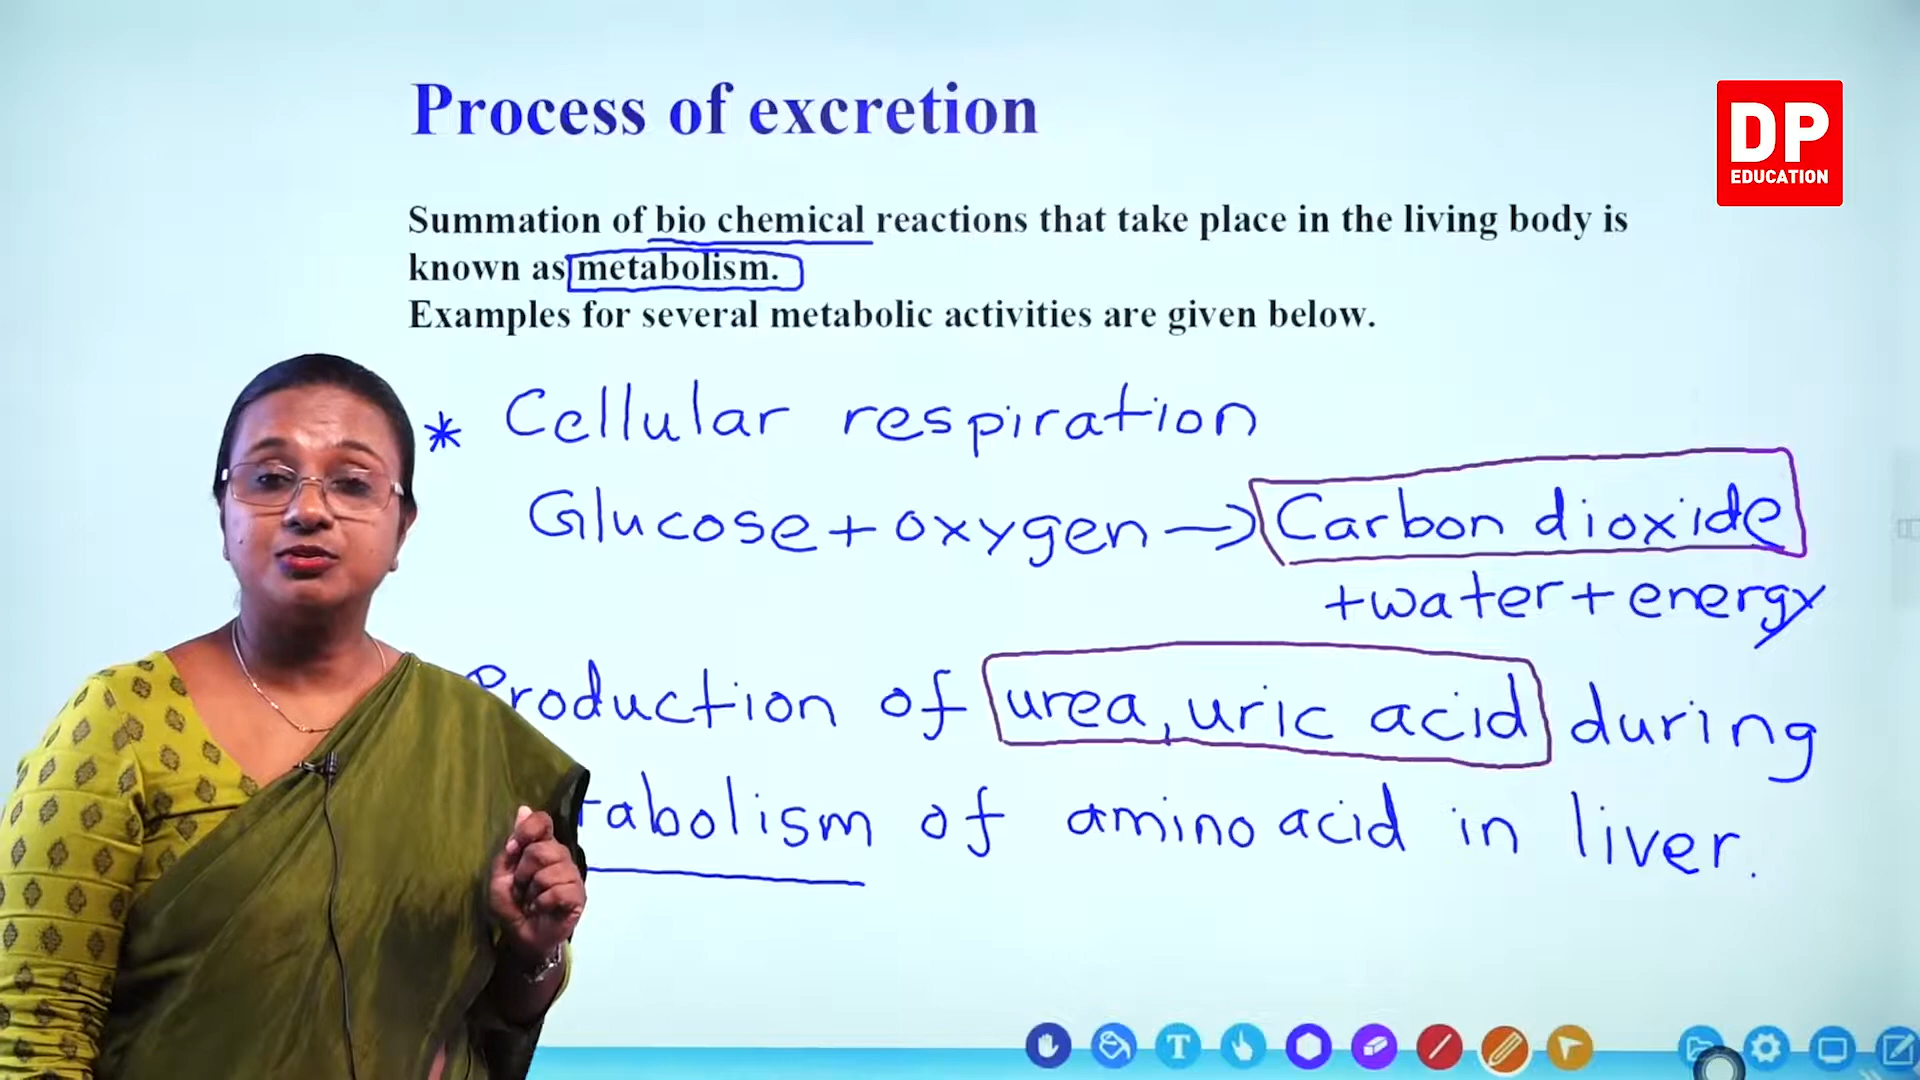 Process of excretion
DP
EDUCATION
Summation of bio chemical reactions that take place in the living body is
known as metabolism.
Examples for several metabolic activities are given below.
* Cellular respiration
Glucose + oxygen → Carbon dioxide
+ water + energy
Production of urea, uric acid during
tabolism of amino acid in liver.